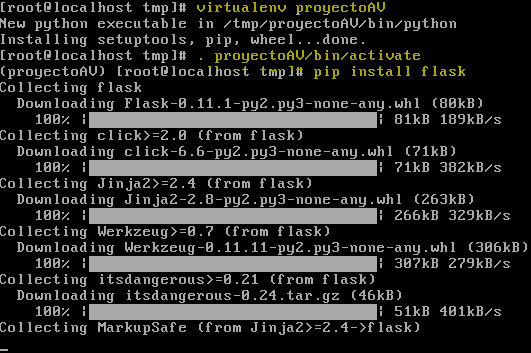 [root@localhost tmp]# virtualenv proyectoAV
New python executable in /tmp/proyectoAV/bin/python
Installing setuptools, pip, wheel...done.
[root@localhost tmp]# . proyectoAV/bin/activate
(proyectoAV) [root@localhost tmp]# pip install flask
Collecting flask
  Downloading Flask-0.11.1-py2.py3-none-any.whl (80kB)
    100% |████████████████████████████████| 81kB 189kB/s
Collecting click>=2.0 (from flask)
  Downloading click-6.6-py2.py3-none-any.whl (71kB)
    100% |████████████████████████████████| 71kB 382kB/s
Collecting Jinja2>=2.4 (from flask)
  Downloading Jinja2-2.8-py2.py3-none-any.whl (263kB)
    100% |████████████████████████████████| 266kB 329kB/s
Collecting Werkzeug>=0.7 (from flask)
  Downloading Werkzeug-0.11.11-py2.py3-none-any.whl (306kB)
    100% |████████████████████████████████| 307kB 279kB/s
Collecting itsdangerous>=0.21 (from flask)
  Downloading itsdangerous-0.24.tar.gz (46kB)
    100% |████████████████████████████████| 51kB 401kB/s
Collecting MarkupSafe (from Jinja2>=2.4->flask)